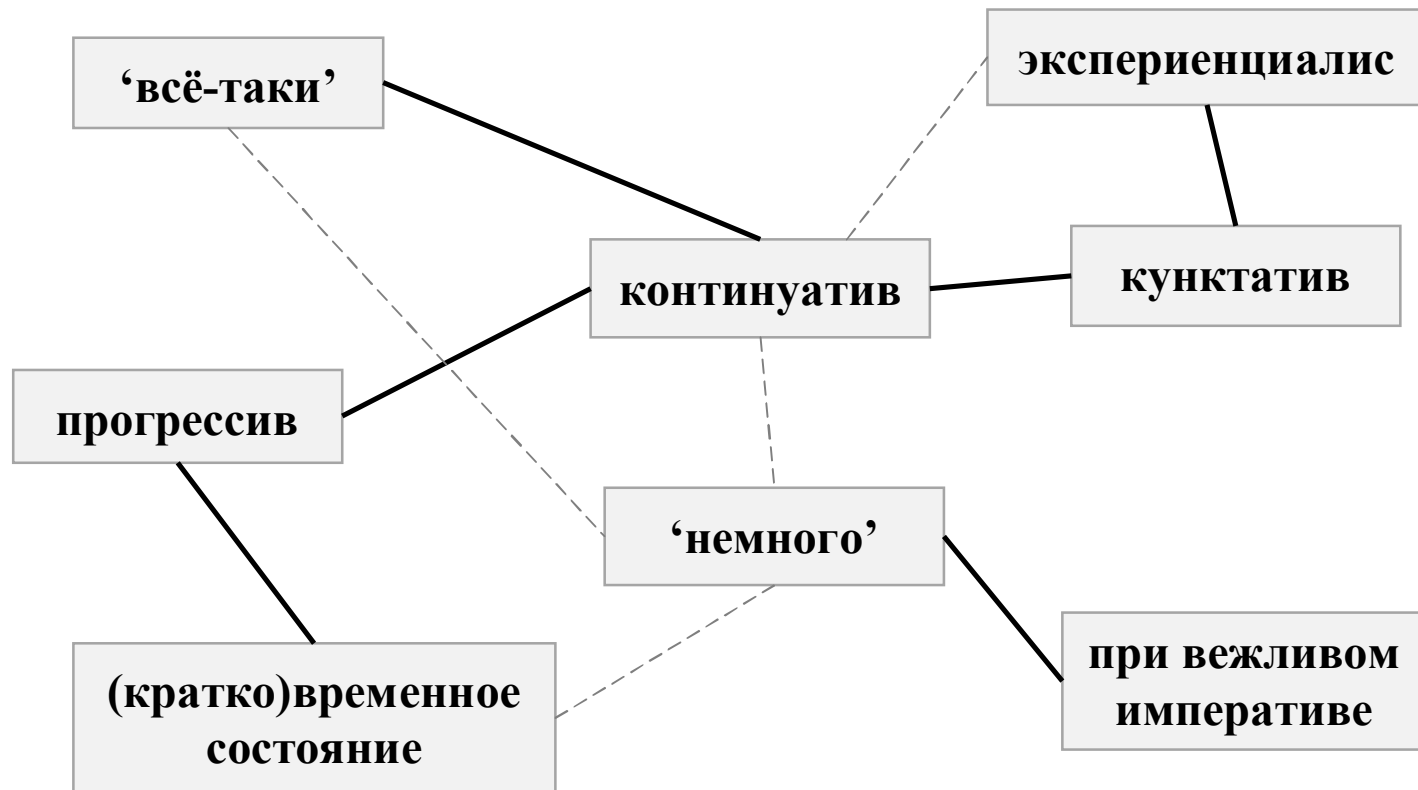 ‘всё-таки’
экспериенциалис
континуатив
кунктатив
прогрессив
‘немного’
(кратко)временное
состояние
при вежливом
императиве